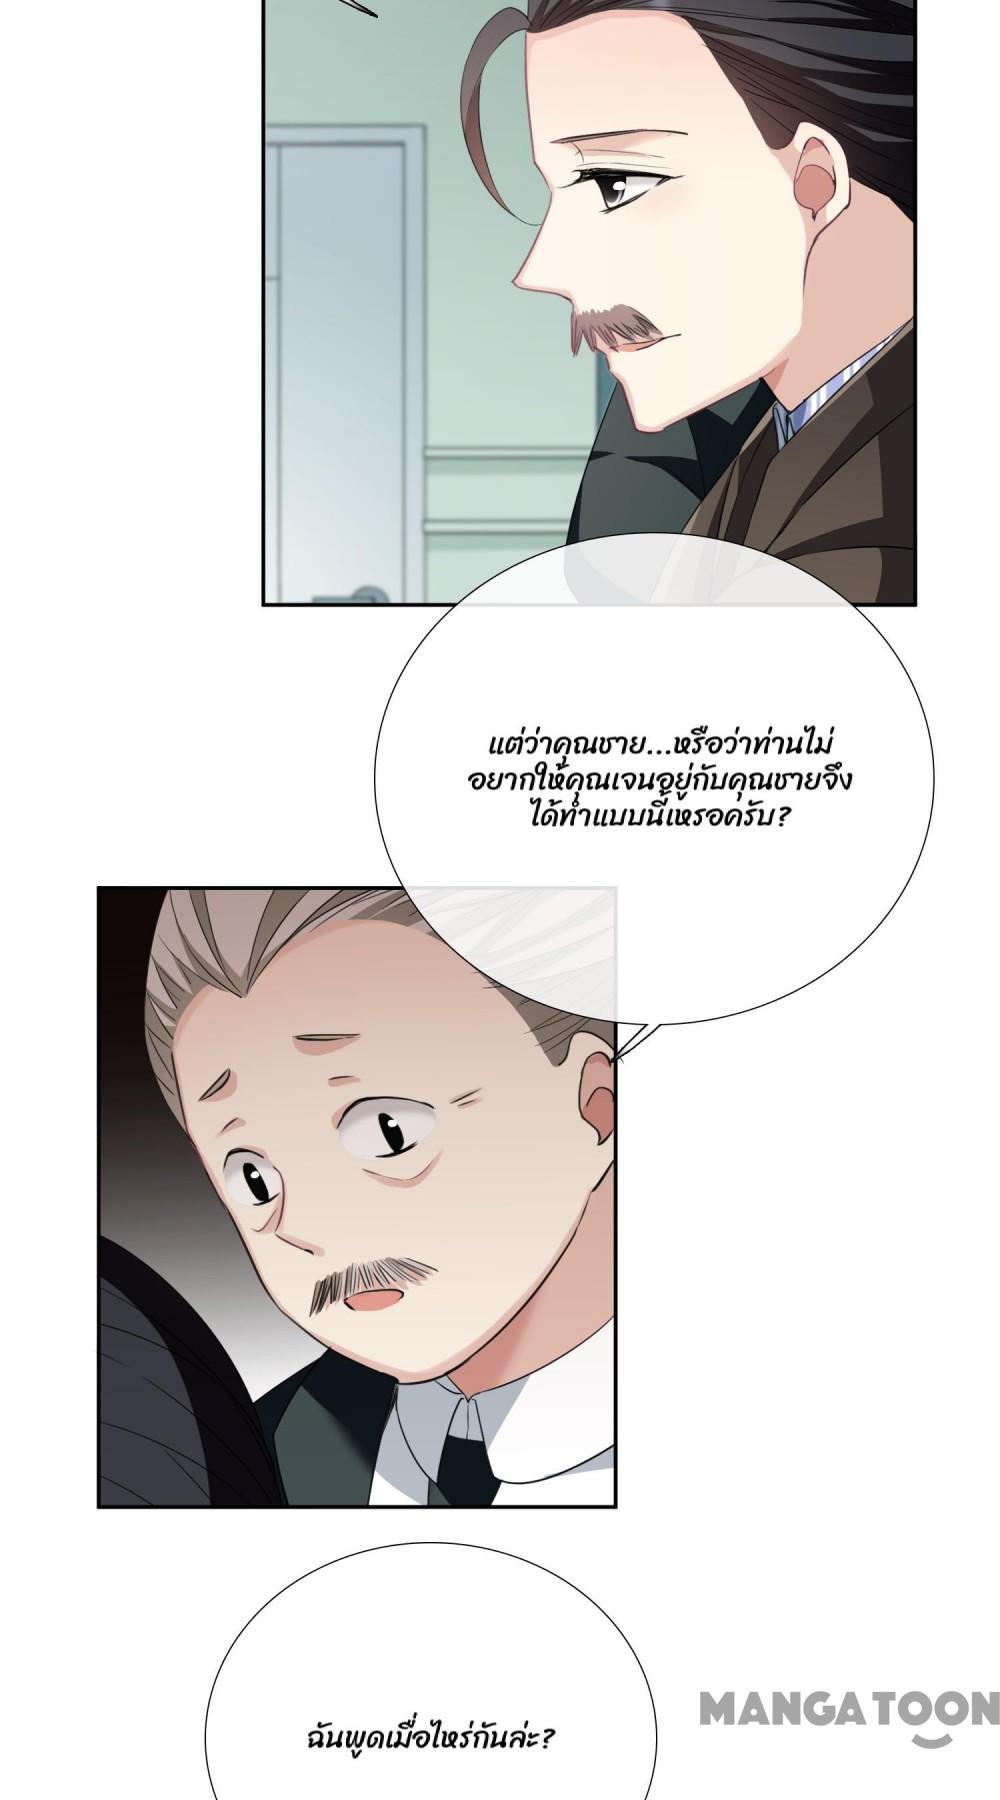 แต่ว่าคุณชาย...หรือว่าท่านไม่
อยากให้คุณเจนอยู่กับคุณชายจึง
ได้ทำแบบนี้เหรอครับ?
ฉันพูดเมื่อไหร่กันล่ะ?
MANGATOON